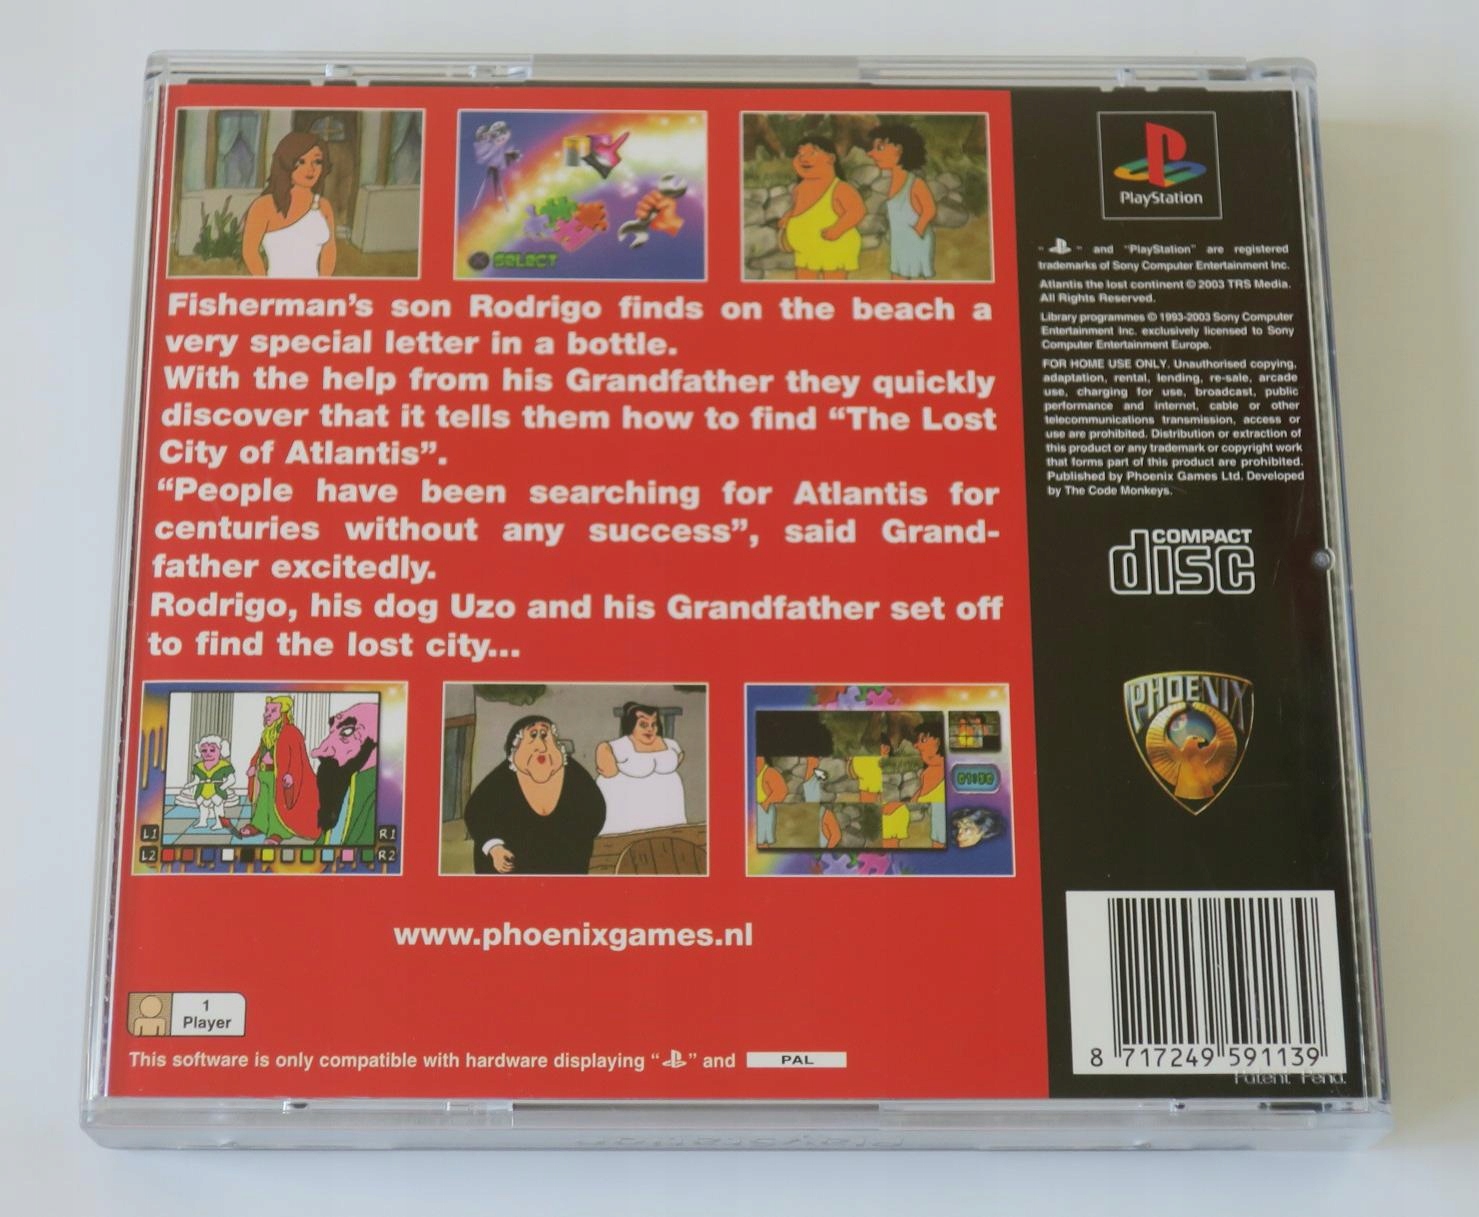 SELECT
Fisherman's son Rodrigo finds on the beach a
very special letter in a bottle.
With the help from his Grandfather they quickly
discover that it tells them how to find “The Lost
City of Atlantis”.
“People have been searching for Atlantis for
centuries without any success”, said Grand-
father excitedly.
Rodrigo, his dog Uzo and his Grandfather set off
to find the lost city...
L1
R1
L2
R2
01:30
www.phoenixgames.nl
1
Player
This software is only compatible with hardware displaying “ ” and PAL
PlayStation
“ ” and “PlayStation” are registered
trademarks of Sony Computer Entertainment Inc.
Atlantis the lost continent © 2003 TRS Media.
All Rights Reserved.
Library programmes © 1993-2003 Sony Computer
Entertainment Inc. exclusively licensed to Sony
Computer Entertainment Europe.
FOR HOME USE ONLY. Unauthorised copying,
adaptation, rental, lending, re-sale, arcade
use, charging for use, broadcast, public
performance and internet, cable or other
telecommunications transmission, access or
use are prohibited. Distribution or extraction of
this product or any trademark or copyright work
that forms part of this product are prohibited.
Published by Phoenix Games Ltd. Developed
by The Code Monkeys.
COMPACT
disc
PHOENIX
8 717249 591139
Patent Pend.
PlayStation